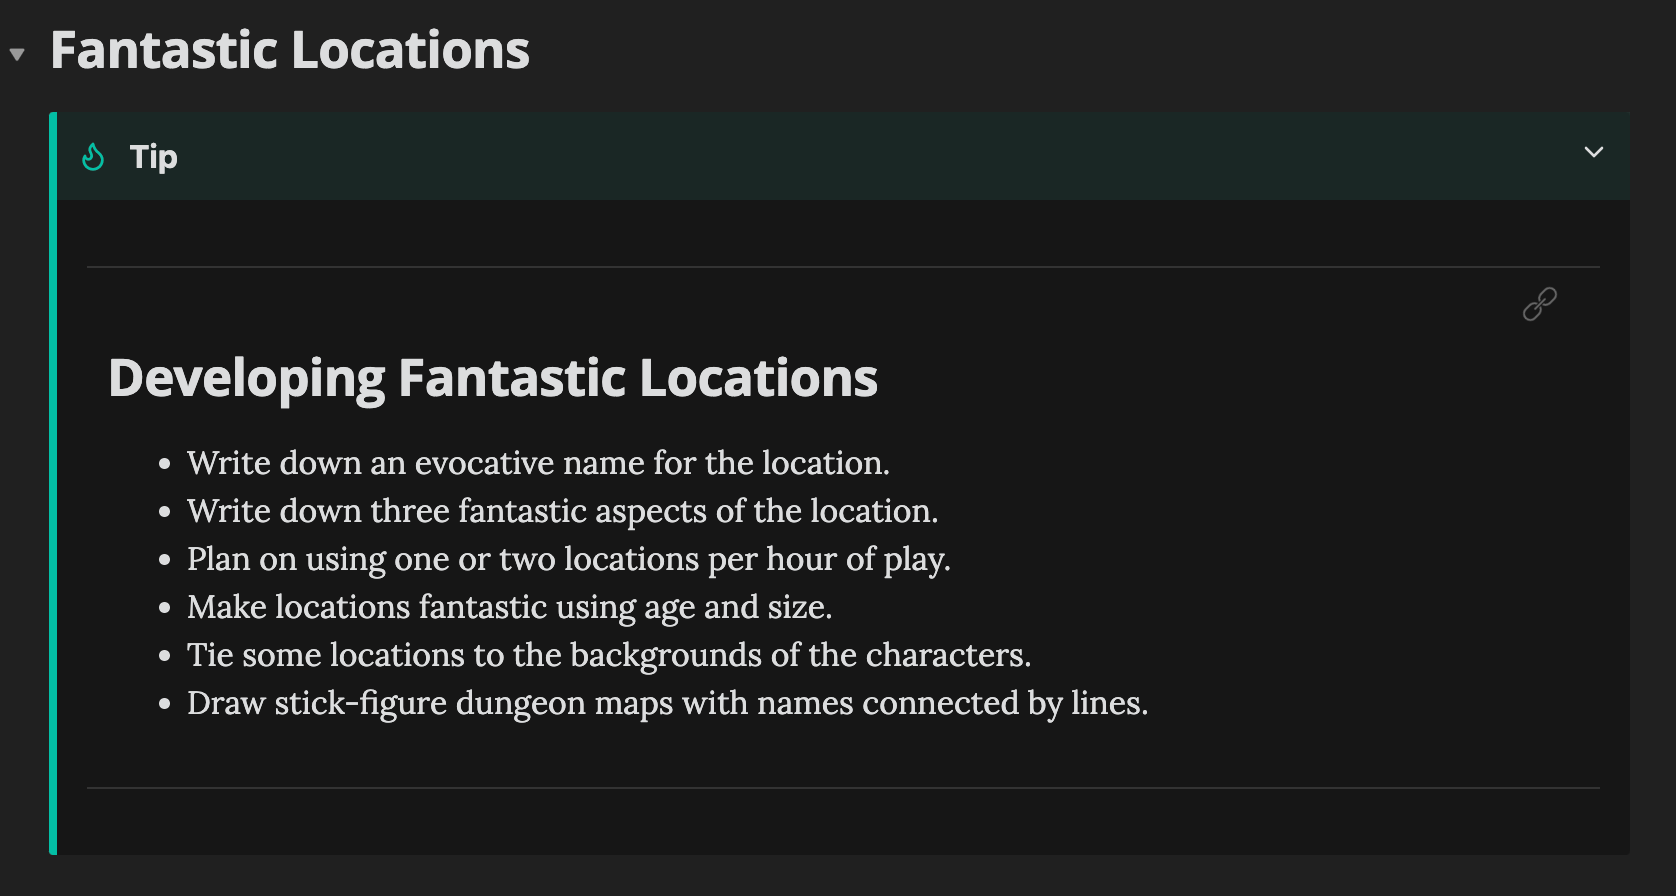 Fantastic Locations
Tip
Developing Fantastic Locations
Write down an evocative name for the location.
Write down three fantastic aspects of the location.
Plan on using one or two locations per hour of play.
Make locations fantastic using age and size.
Tie some locations to the backgrounds of the characters.
Draw stick-figure dungeon maps with names connected by lines.